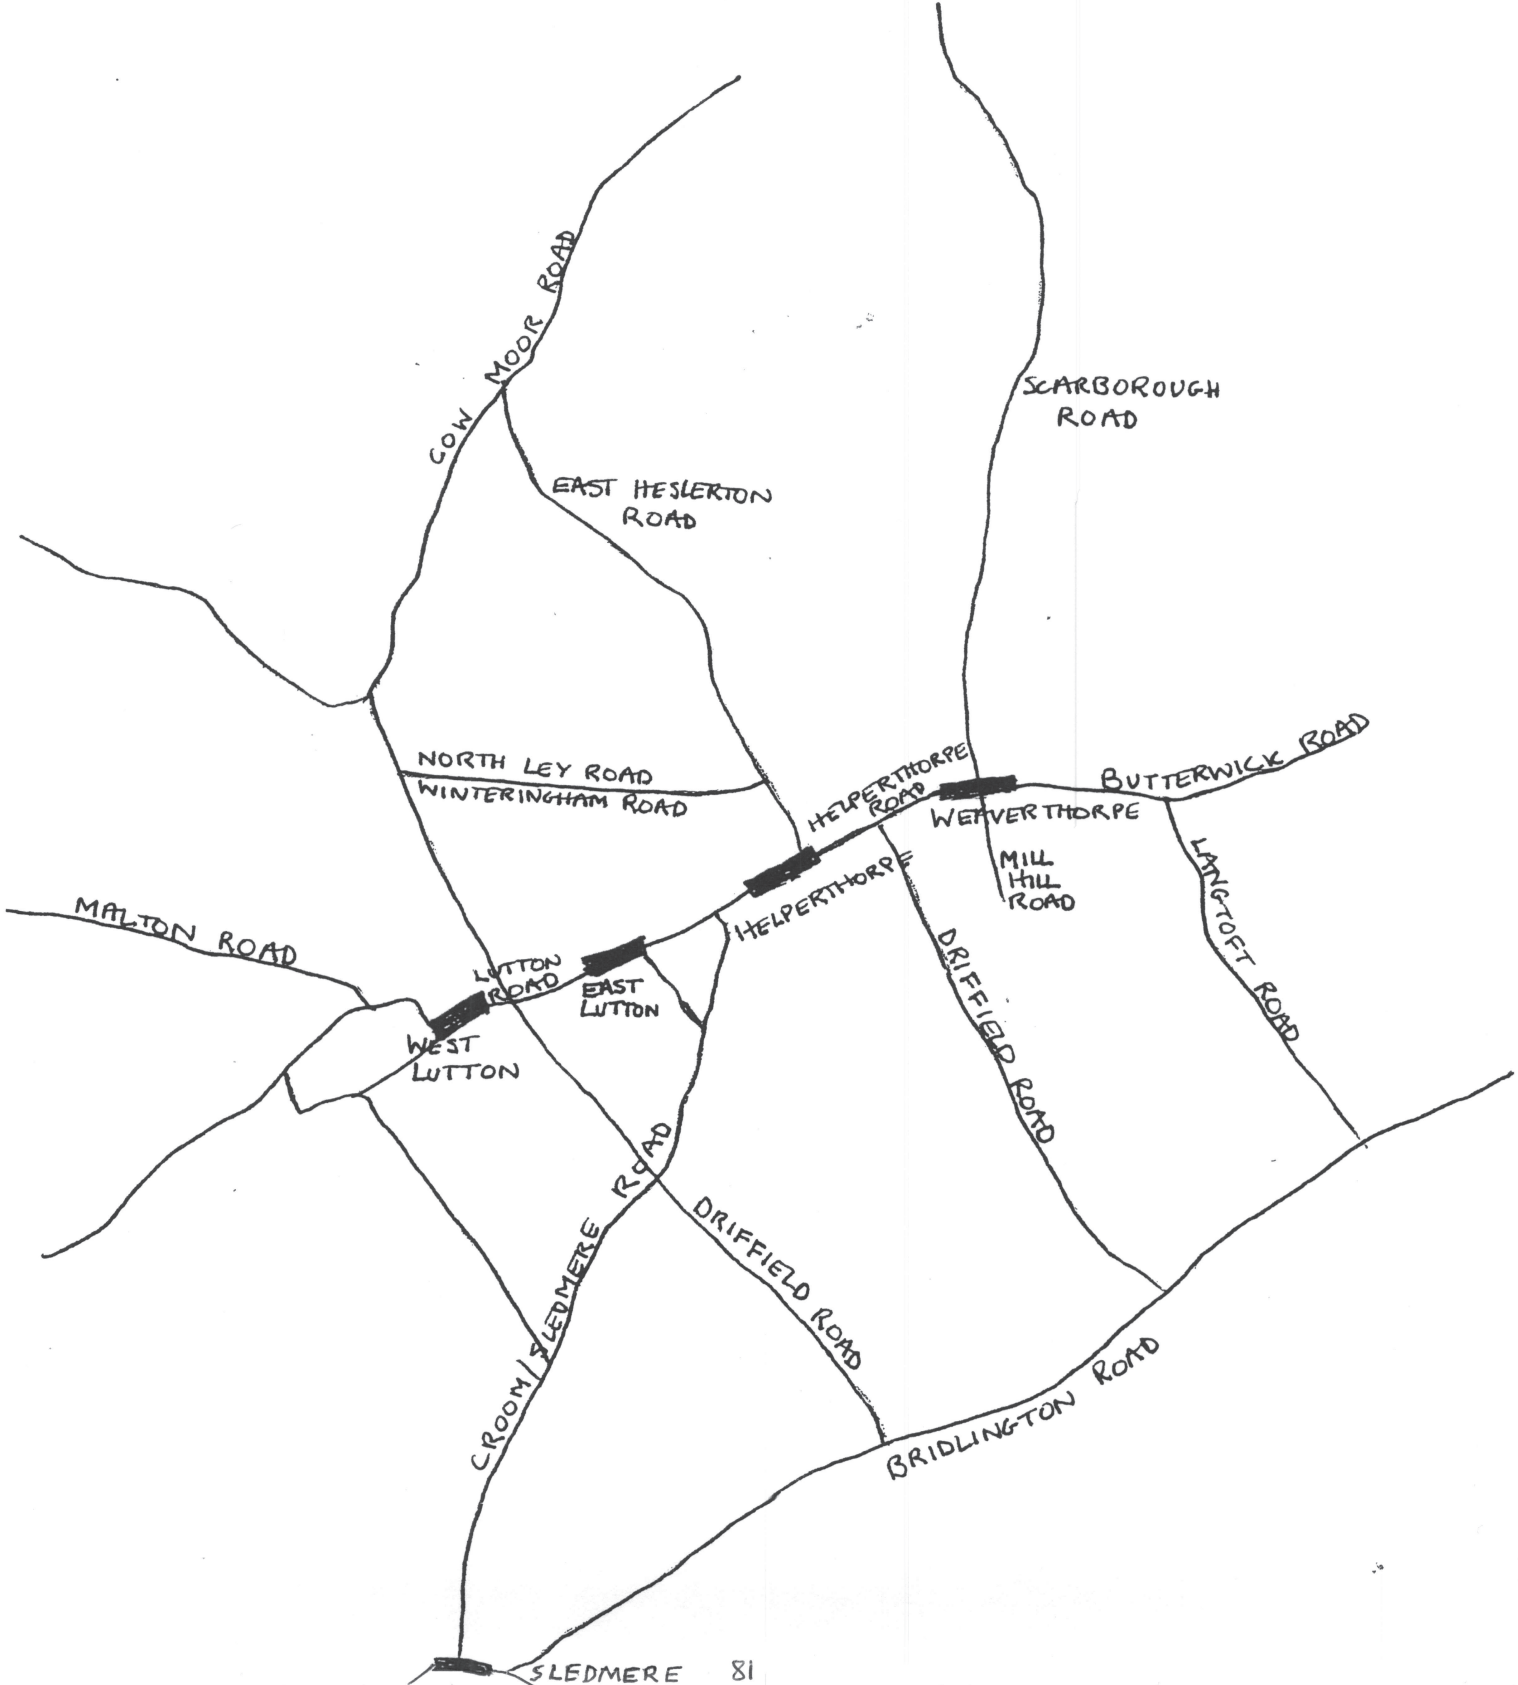 COW MOOR ROAD
SCARBOROUGH
ROAD
EAST HESLERTON
ROAD
NORTH LEY ROAD
WINTERINGHAM ROAD
HELPERTHORPE
ROAD
BUTTERWICK ROAD
WEAVERTHORPE
HELPERTHORPE
MILL
HILL
ROAD
LANGTOFT ROAD
MALTON ROAD
LUTTON
ROAD
EAST
LUTTON
WEST
LUTTON
DRIFFIELD ROAD
DRIFFIELD ROAD
CROOM/SLEDMERE ROAD
BRIDLINGTON ROAD
SLEDMERE
81